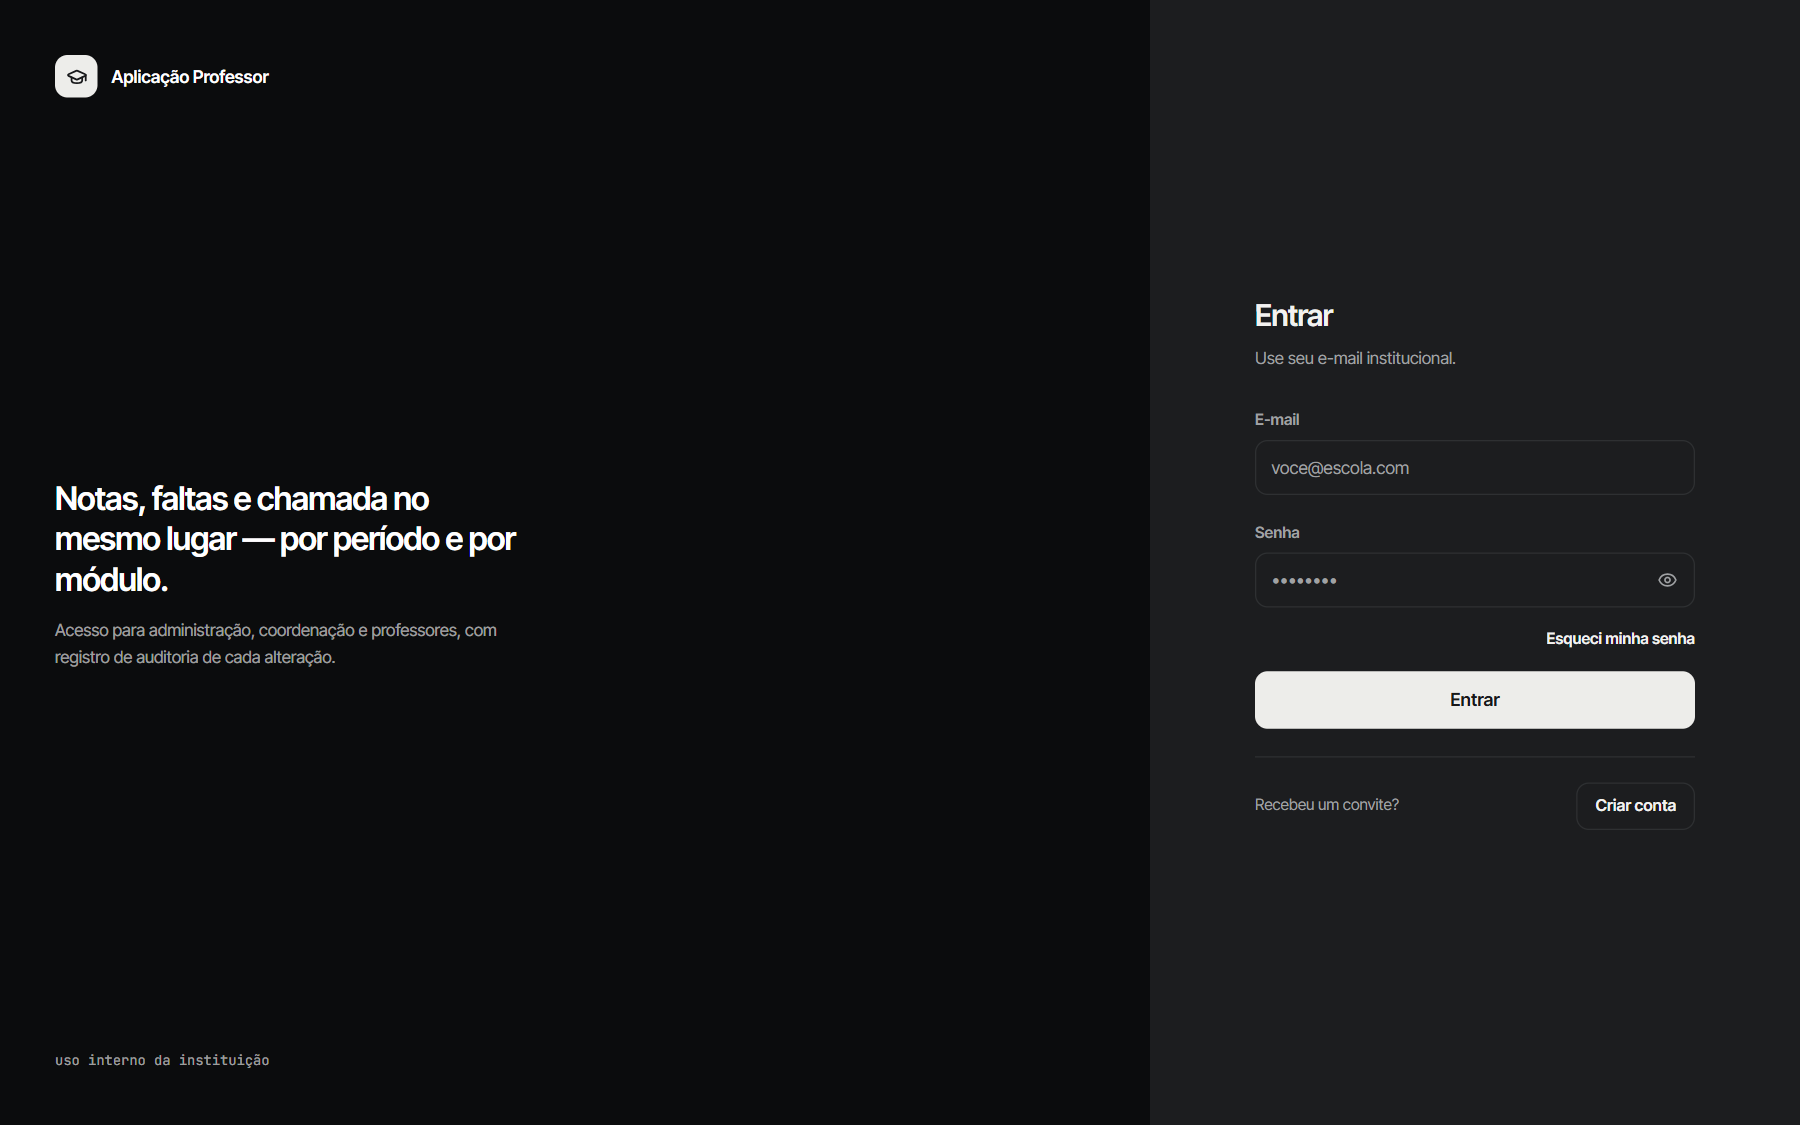 Aplicação Professor
Notas, faltas e chamada no
mesmo lugar — por período e por
módulo.
Acesso para administração, coordenação e professores, com
registro de auditoria de cada alteração.
uso interno da instituição
Entrar
Use seu e-mail institucional.
E-mail
voce@escola.com
Senha
••••••••
Esqueci minha senha
Entrar
Recebeu um convite?
Criar conta